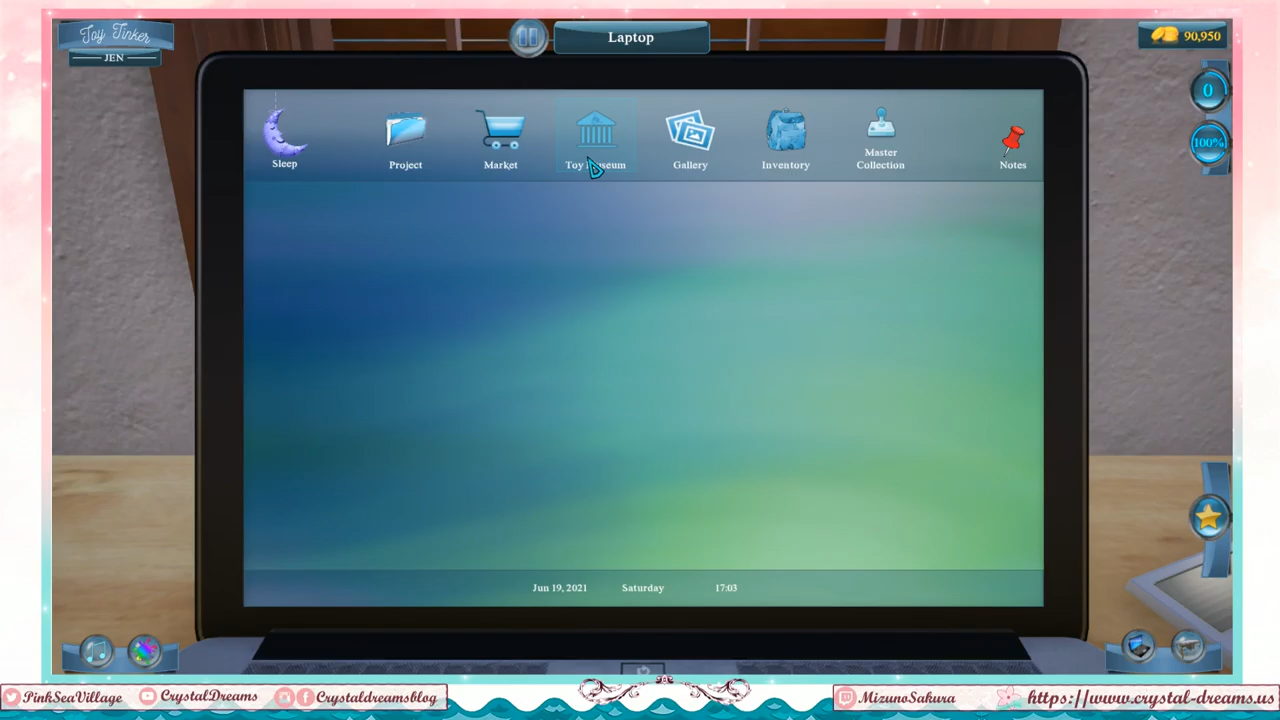 Toy Tinker
JEN
Laptop
90,950
0
100%
Sleep
Project
Market
Toy Museum
Gallery
Inventory
Master
Collection
Notes
Jun 19, 2021 Saturday 17:03
PinkSeaVillage CrystalDreams Crystaldreamsblog MizunoSakura https://www.crystal-dreams.us